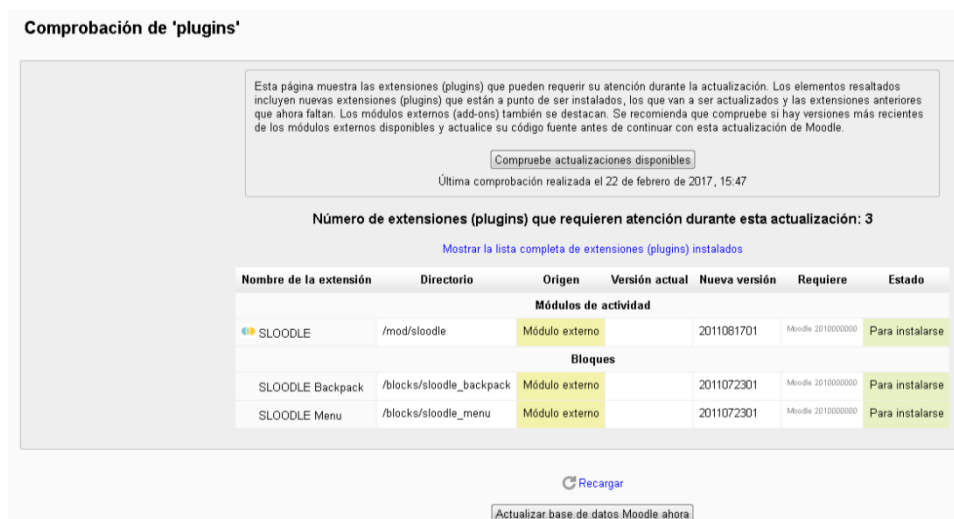 Comprobación de 'plugins'
Esta página muestra las extensiones (plugins) que pueden requerir su atención durante la actualización. Los elementos resaltados
incluyen nuevas extensiones (plugins) que están a punto de ser instalados, los que van a ser actualizados y las extensiones anteriores
que ahora faltan. Los módulos externos (add-ons) también se destacan. Se recomienda que compruebe si hay versiones más recientes
de los módulos externos disponibles y actualice su código fuente antes de continuar con esta actualización de Moodle.
Compruebe actualizaciones disponibles
Última comprobación realizada el 22 de febrero de 2017, 15:47
Número de extensiones (plugins) que requieren atención durante esta actualización: 3
Mostrar la lista completa de extensiones (plugins) instalados
Nombre de la extensión Directorio Origen Versión actual Nueva versión Requiere Estado
Módulos de actividad
SLOODLE /mod/sloodle Módulo externo 2011081701 Moodle 2010000000 Para instalarse
Bloques
SLOODLE Backpack /blocks/sloodle_backpack Módulo externo 2011072301 Moodle 2010000000 Para instalarse
SLOODLE Menu /blocks/sloodle_menu Módulo externo 2011072301 Moodle 2010000000 Para instalarse
Recargar
Actualizar base de datos Moodle ahora